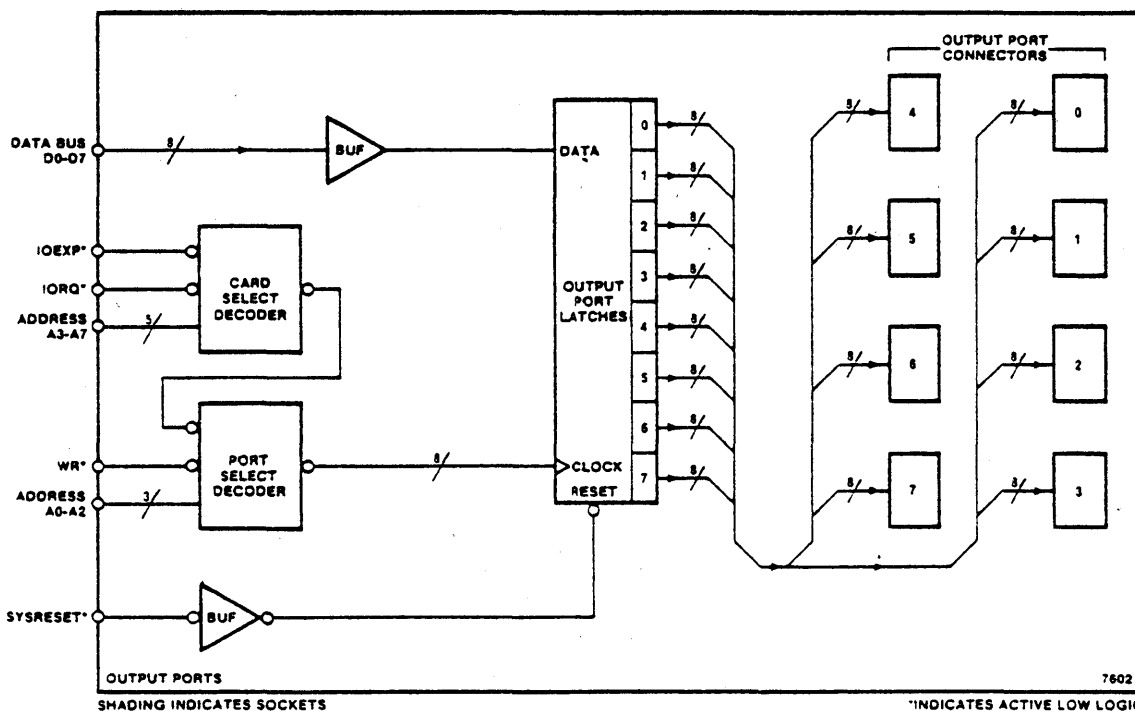 OUTPUT PORT
CONNECTORS
DATA BUS
D0-D7
8
BUF
DATA
IOEXP*
IORQ*
ADDRESS
A3-A7
5
CARD
SELECT
DECODER
WR*
ADDRESS
A0-A2
3
PORT
SELECT
DECODER
8
OUTPUT
PORT
LATCHES
CLOCK
RESET
0
1
2
3
4
5
6
7
8
8
8
8
8
8
8
8
8
4
8
0
8
5
8
1
8
6
8
2
8
7
8
3
SYSRESET*
BUF
OUTPUT PORTS
7602
SHADING INDICATES SOCKETS
*INDICATES ACTIVE LOW LOGIC